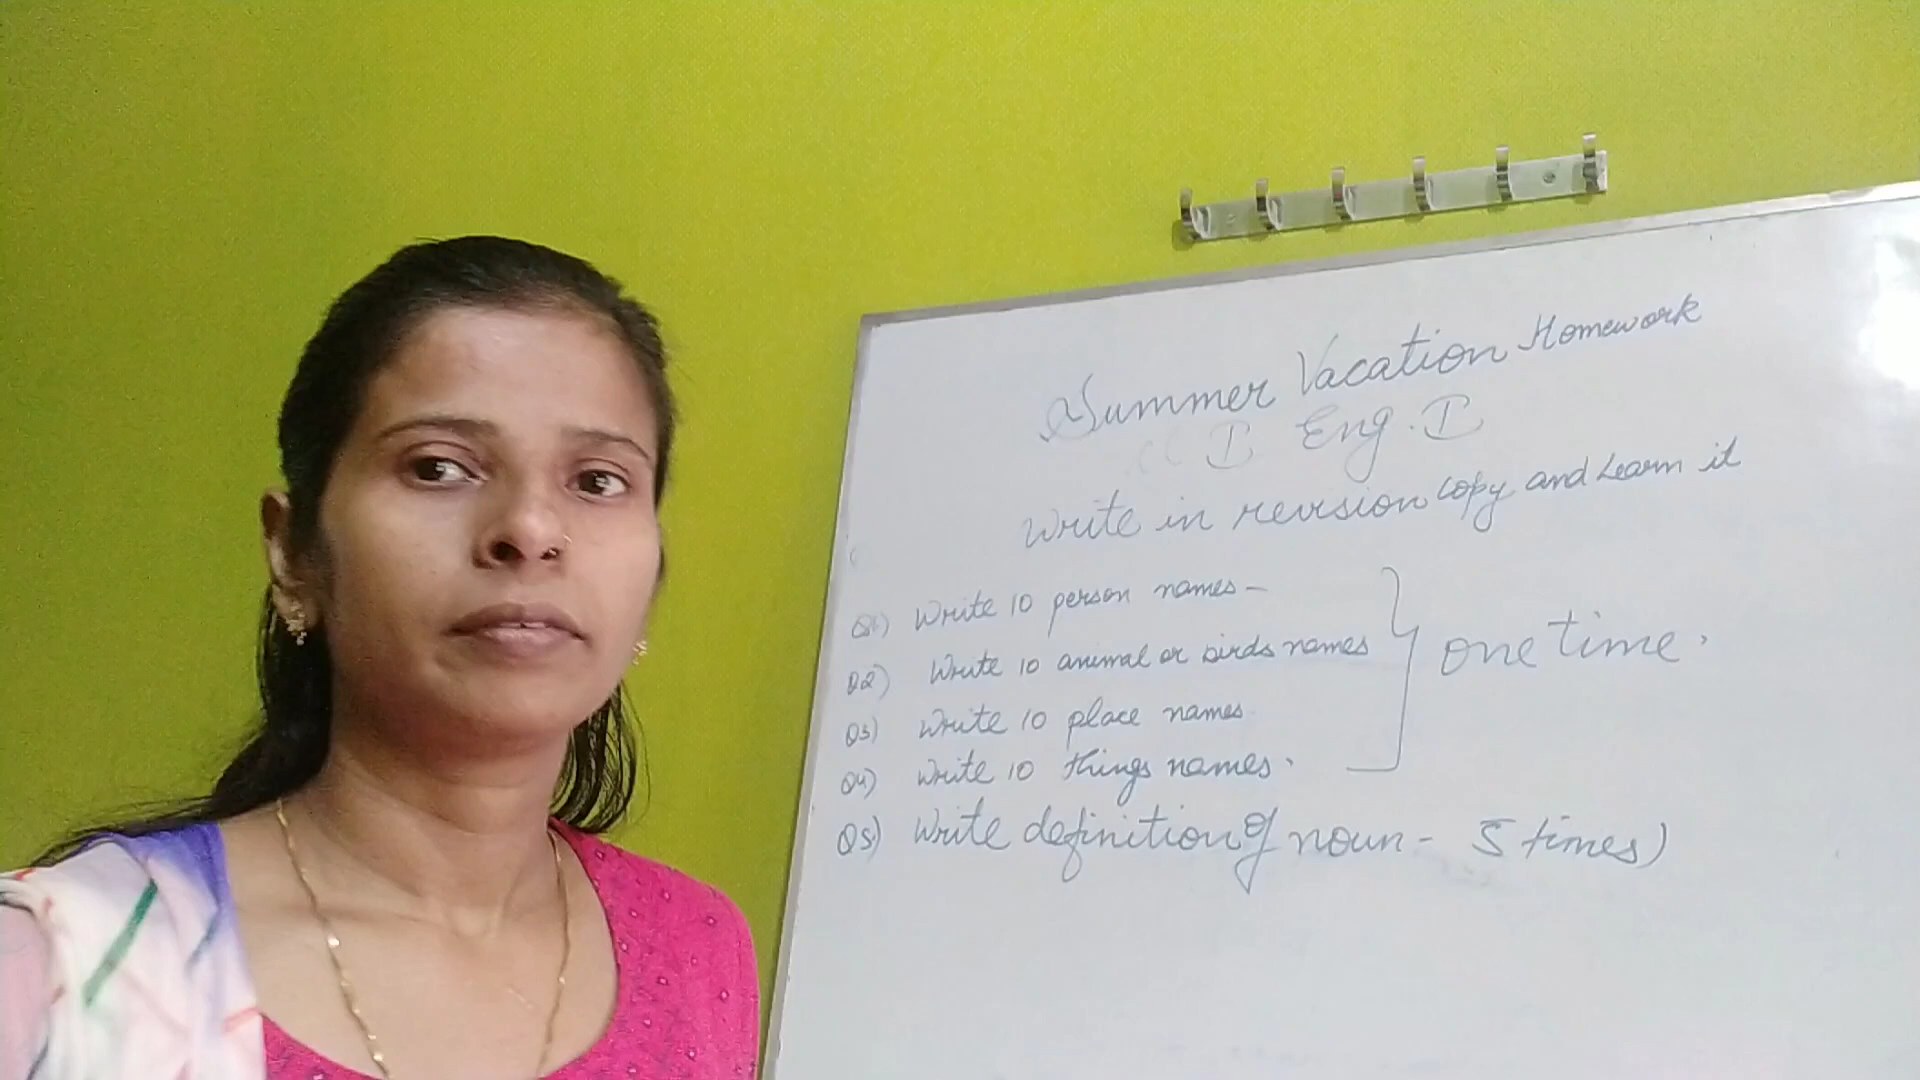 Summer Vacation Homework
I Eng. I
Write in revision copy and Learn it
Q1) Write 10 person names -
Q2) Write 10 animal or birds names
Q3) Write 10 place names
Q4) Write 10 things names.
one time.
Q5) Write definition of noun - 5 times)